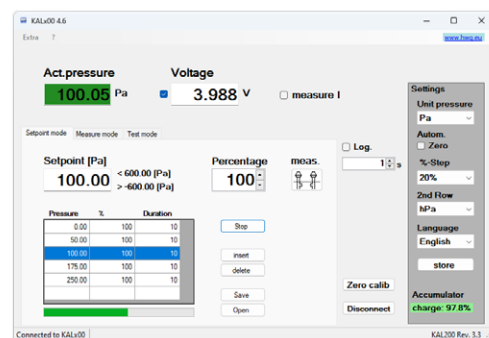 KALx00 4.6
Extra ?
www.hwg.eu
Act.pressure Voltage
100.05 Pa 3.988 V measure I
Settings
Unit pressure
Pa
Autom.
Zero
%-Step
20%
2nd Row
hPa
Language
English
store
Accumulator
charge: 97.8%
Setpoint mode Measure mode Test mode
Log.
1 s
Setpoint [Pa] Percentage meas.
100.00 < 600.00 [Pa] 100
> -600.00 [Pa]
Pressure % Duration
0.00 100 10
50.00 100 10
100.00 100 10
175.00 100 10
250.00 100 10
Stop
insert
delete
Save
Open
Zero calib
Disconnect
Connected to KALx00 KAL200 Rev. 3.3